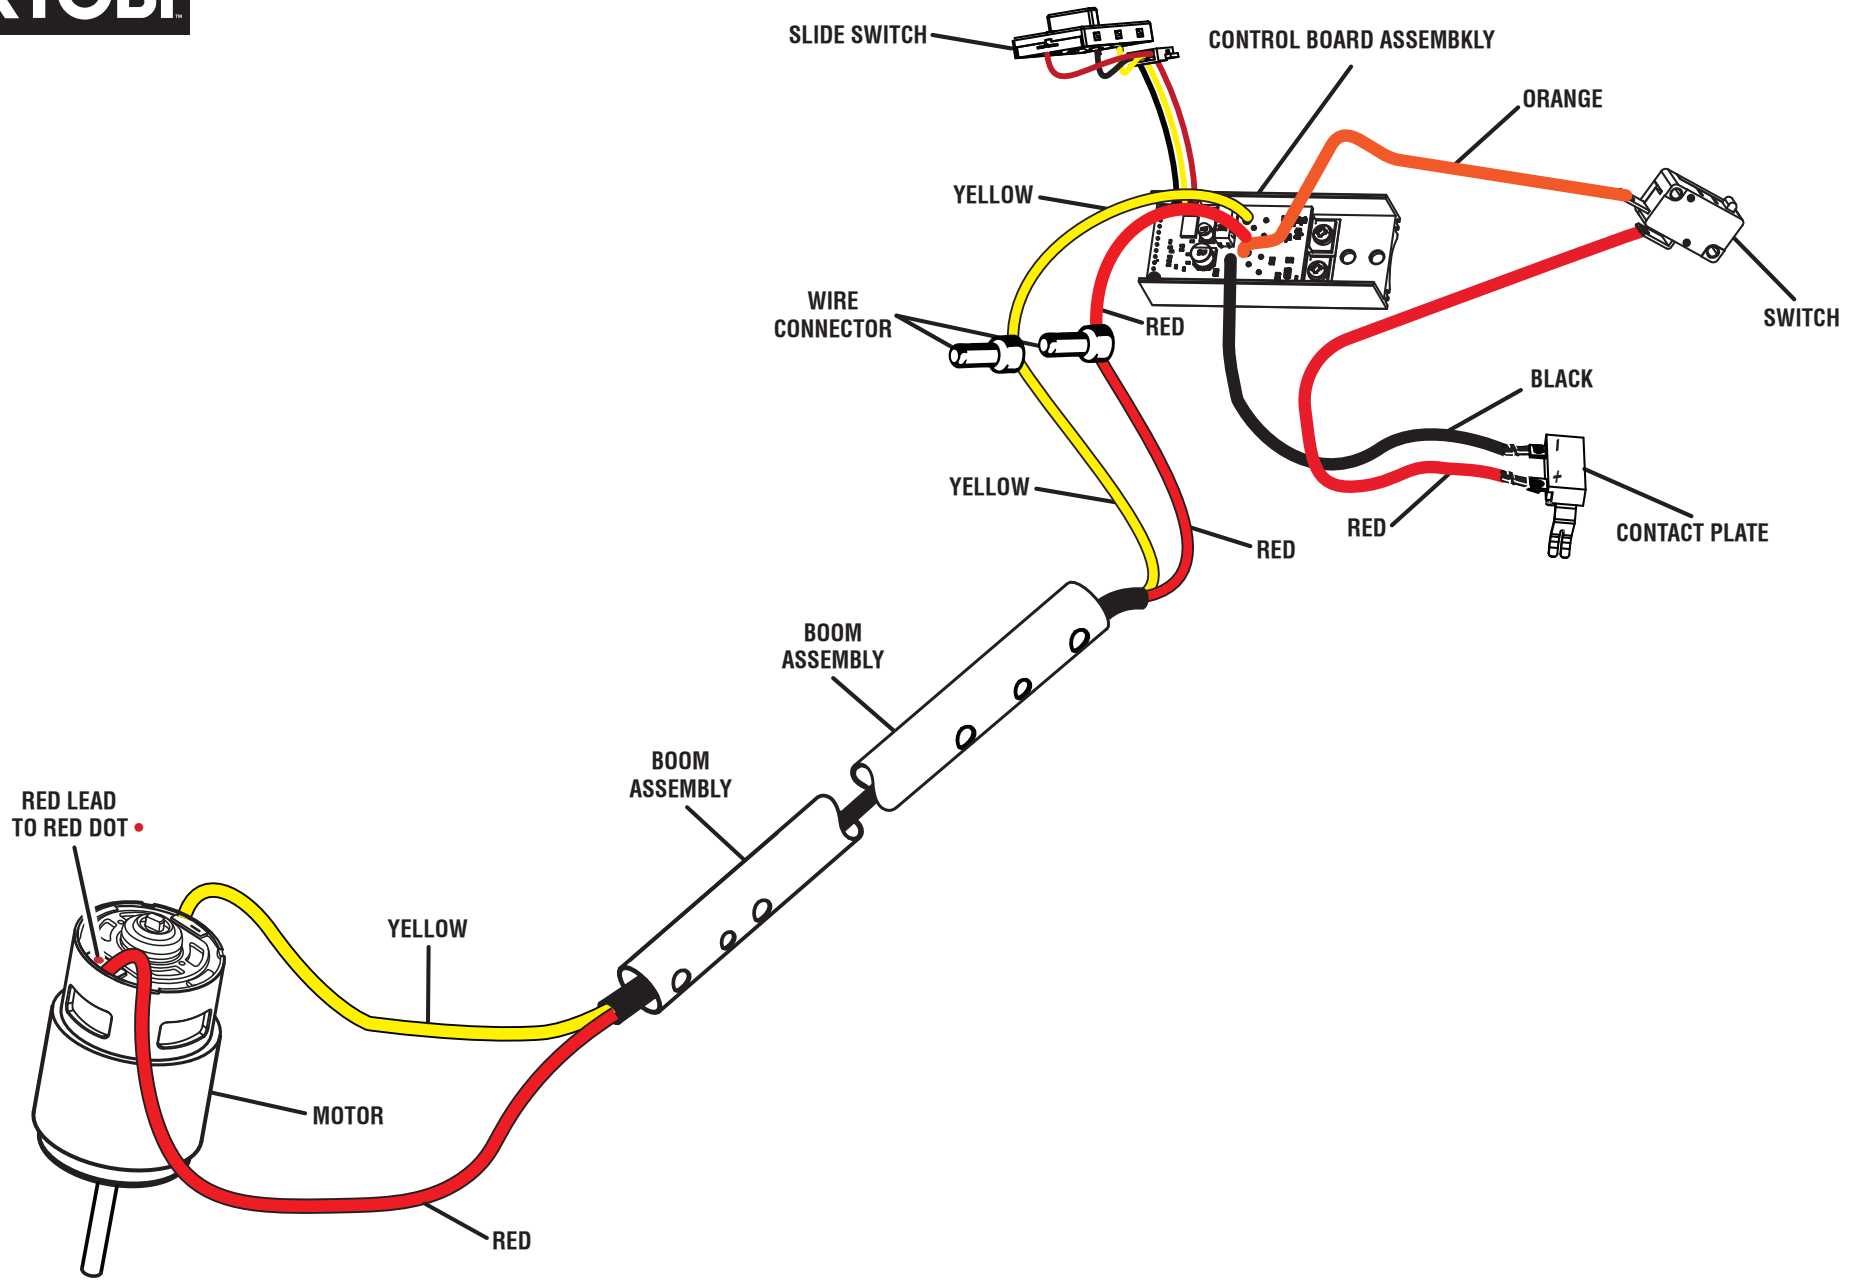 RYOBI™
SLIDE SWITCH
CONTROL BOARD ASSEMBKLY
ORANGE
YELLOW
WIRE
CONNECTOR
RED
SWITCH
BLACK
YELLOW
RED
RED
CONTACT PLATE
-
+
BOOM
ASSEMBLY
BOOM
ASSEMBLY
RED LEAD
TO RED DOT •
YELLOW
MOTOR
RED